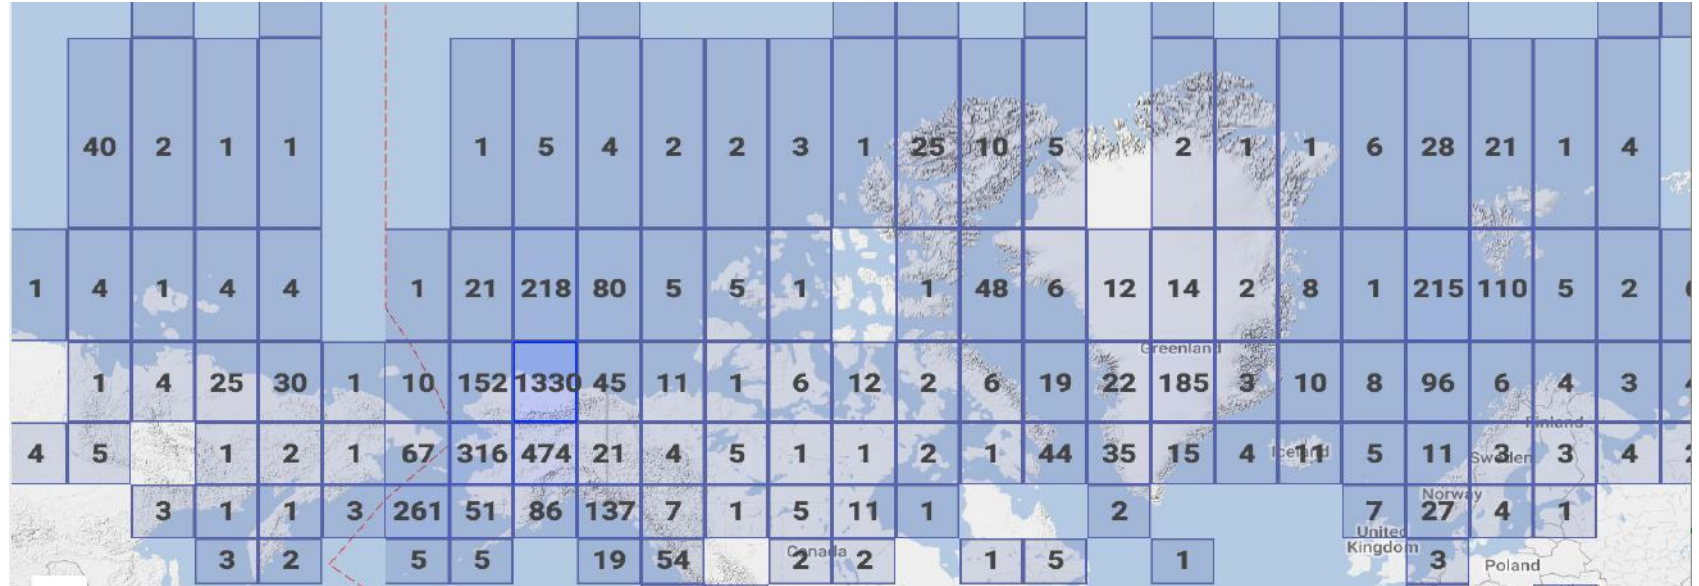 40 2 1 1 1 5 4 2 2 3 1 25 10 5 2 1 1 6 28 21 1 4
1 4 1 4 4 1 21 218 80 5 5 1 1 48 6 12 14 2 8 1 215 110 5 2
Greenland
1 4 25 30 1 10 152 1330 45 11 1 6 12 2 6 19 22 185 3 10 8 96 6 4 3
Finland
4 5 1 2 1 67 316 474 21 4 5 1 1 2 1 44 35 15 4 Iceland 11 5 11 Sweden 3 3 4
Norway
3 1 1 3 261 51 86 137 7 1 5 11 1 2 7 27 4 1
United
Kingdom
3 2 5 5 19 54 Canada 2 2 1 5 1 3 Poland